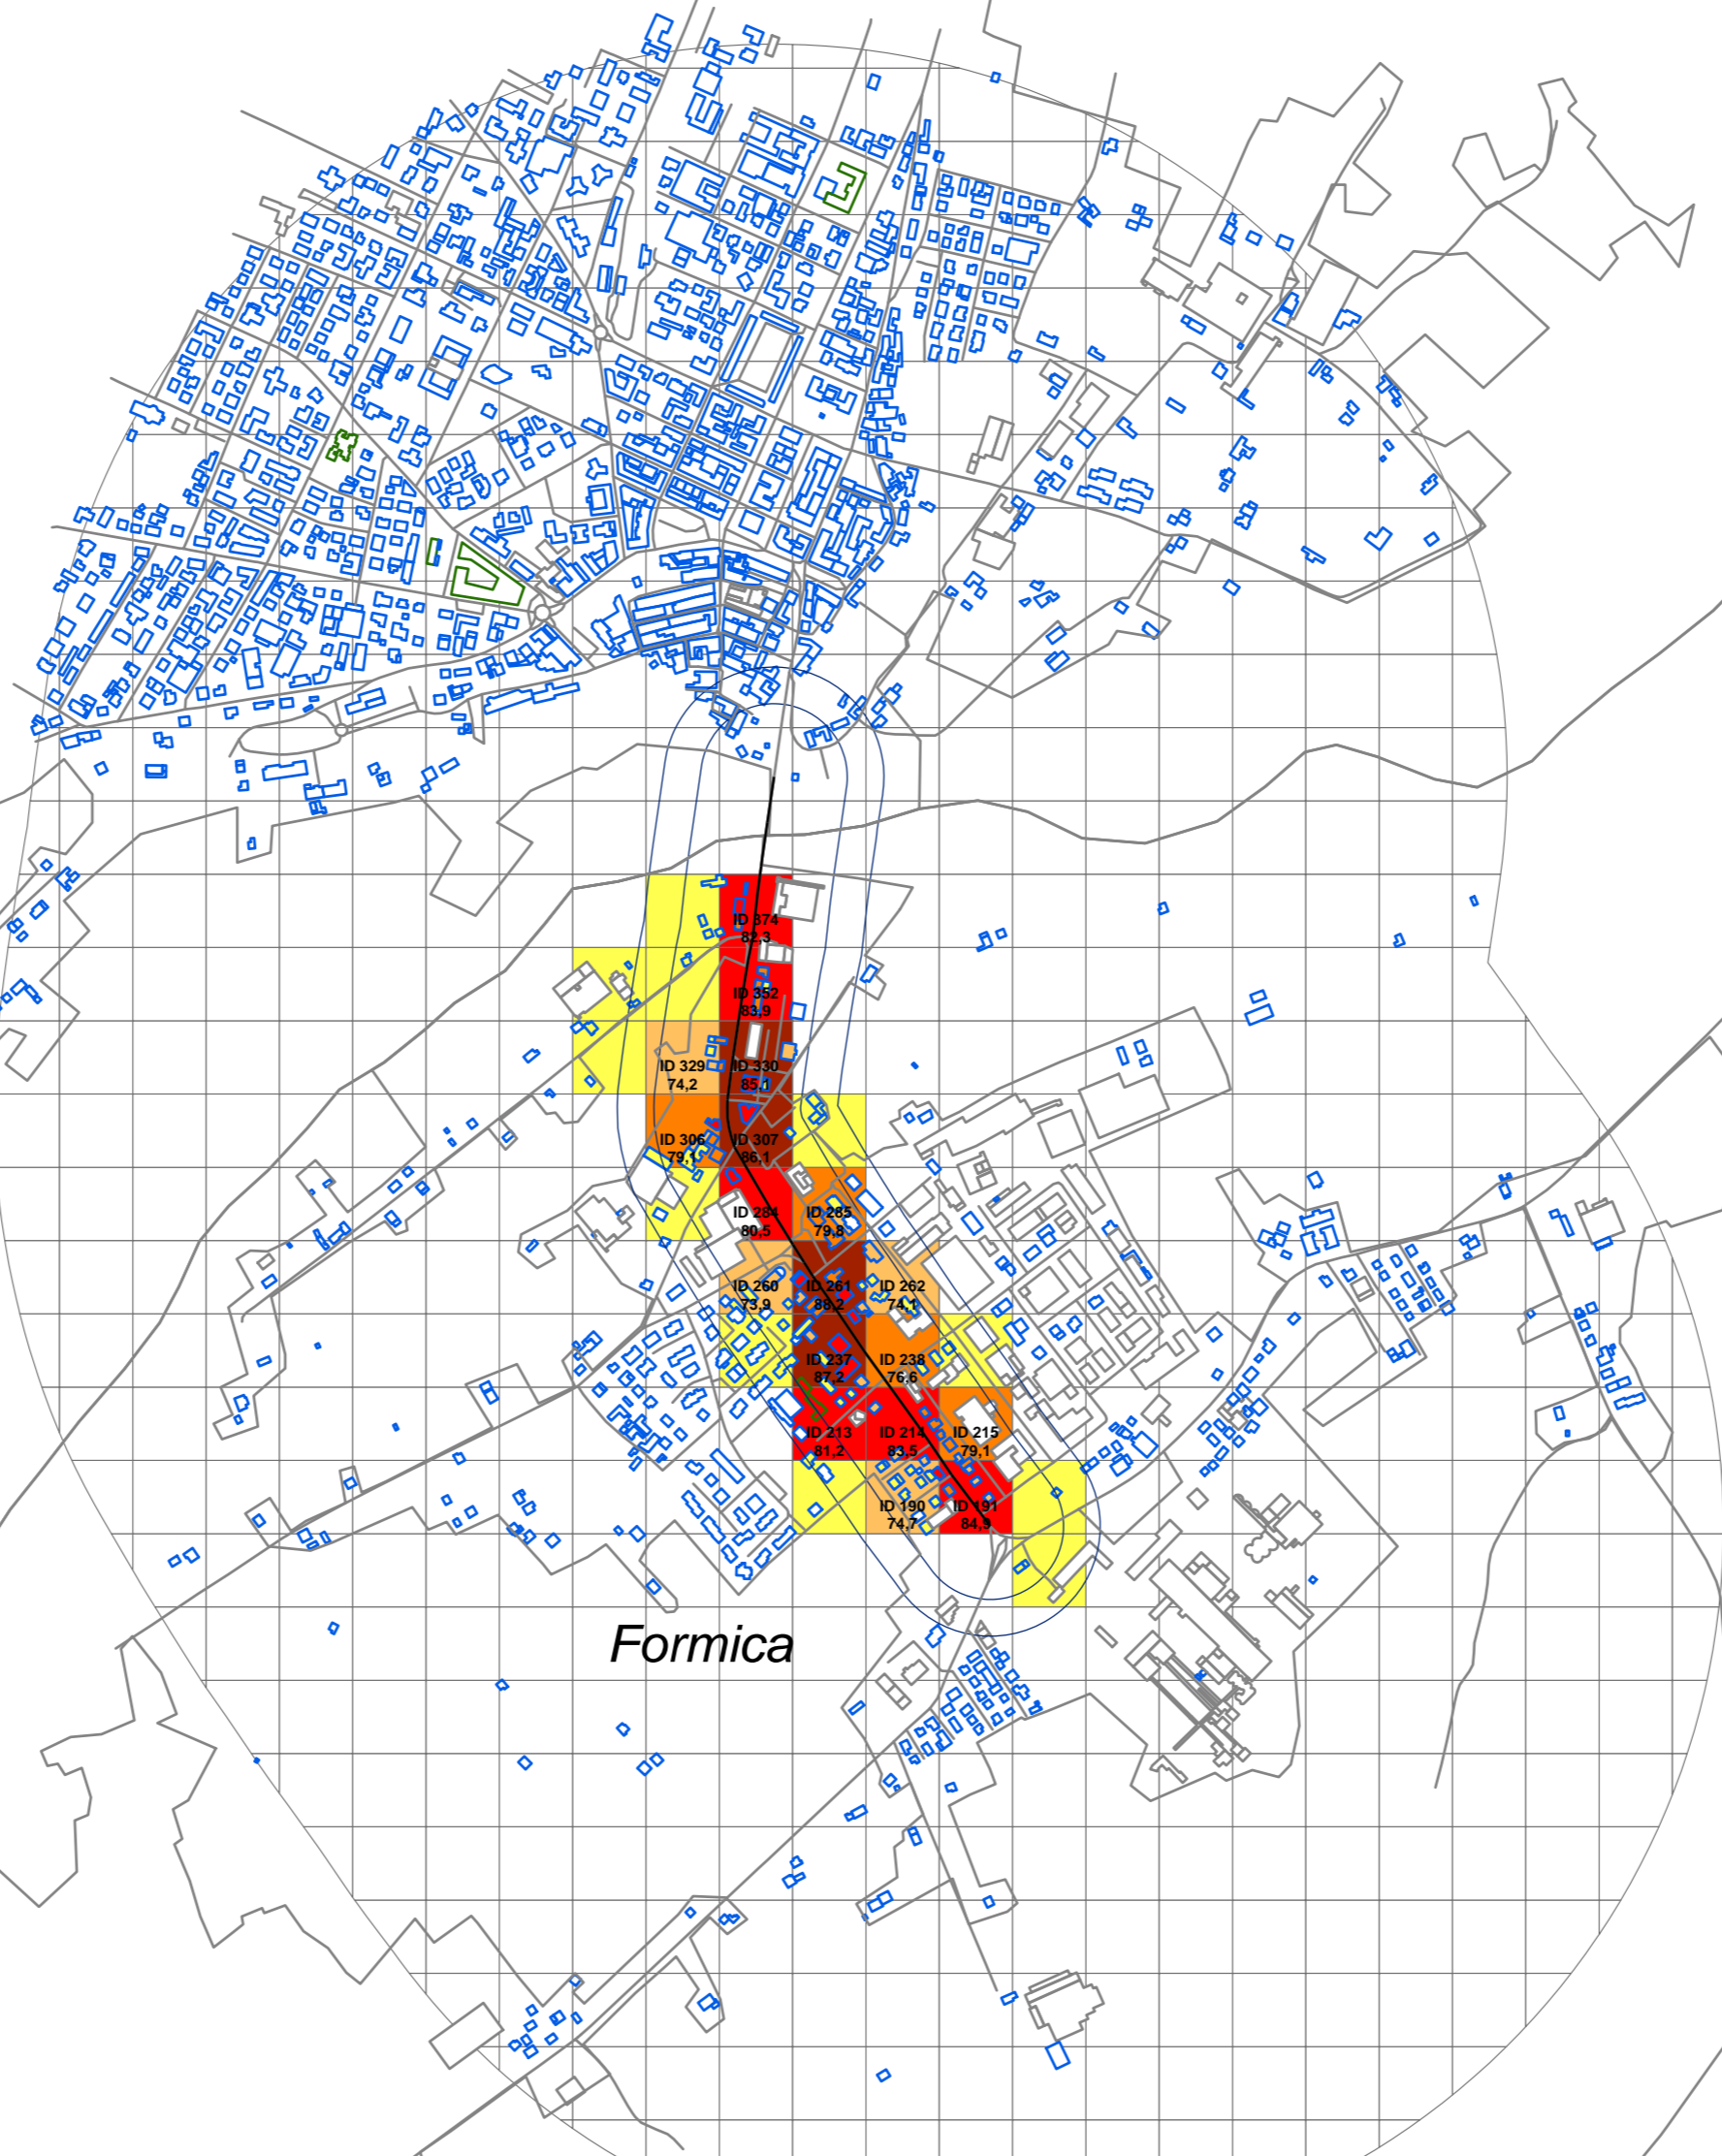 ID 374
82,3
ID 352
83,9
ID 329
74,2
ID 330
85,1
ID 306
79,1
ID 307
86,1
ID 284
80,5
ID 285
79,8
ID 260
73,9
ID 261
88,2
ID 262
74,1
ID 237
87,2
ID 238
76,6
ID 213
81,2
ID 214
83,5
ID 215
79,1
ID 190
74,7
ID 191
84,9
Formica